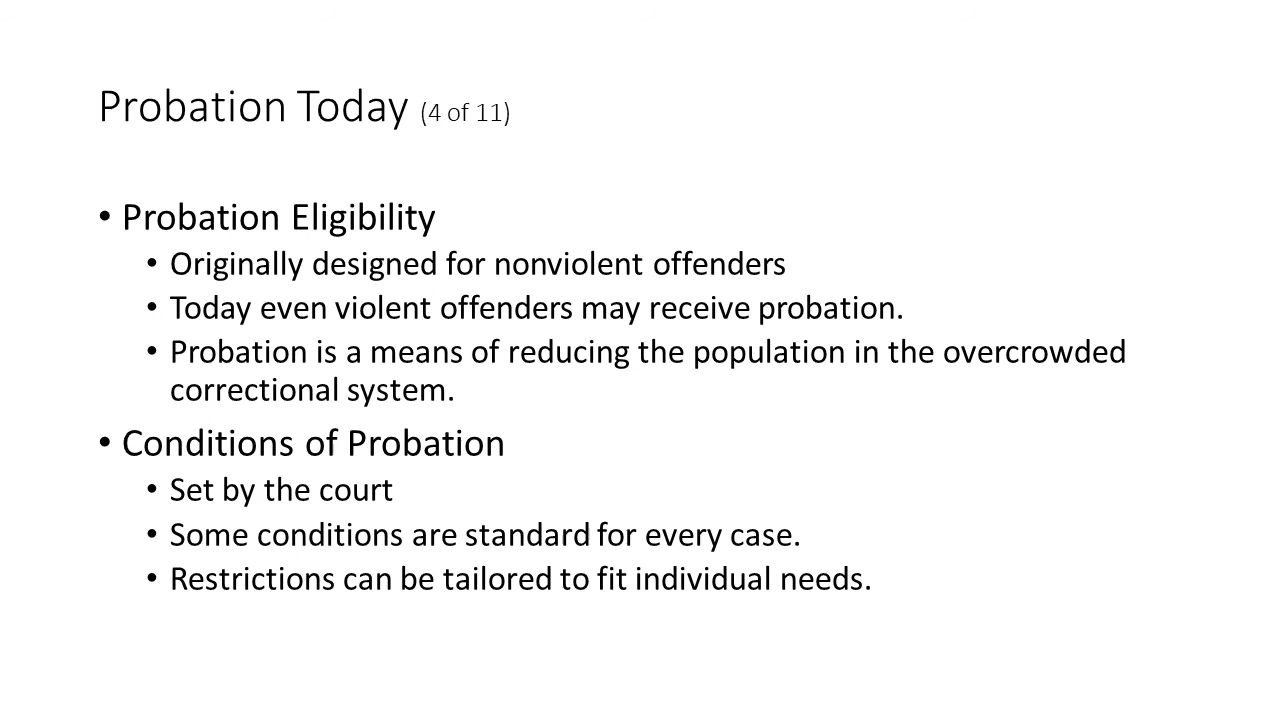 Probation Today (4 of 11)
• Probation Eligibility
• Originally designed for nonviolent offenders
• Today even violent offenders may receive probation.
• Probation is a means of reducing the population in the overcrowded
correctional system.
• Conditions of Probation
• Set by the court
• Some conditions are standard for every case.
• Restrictions can be tailored to fit individual needs.